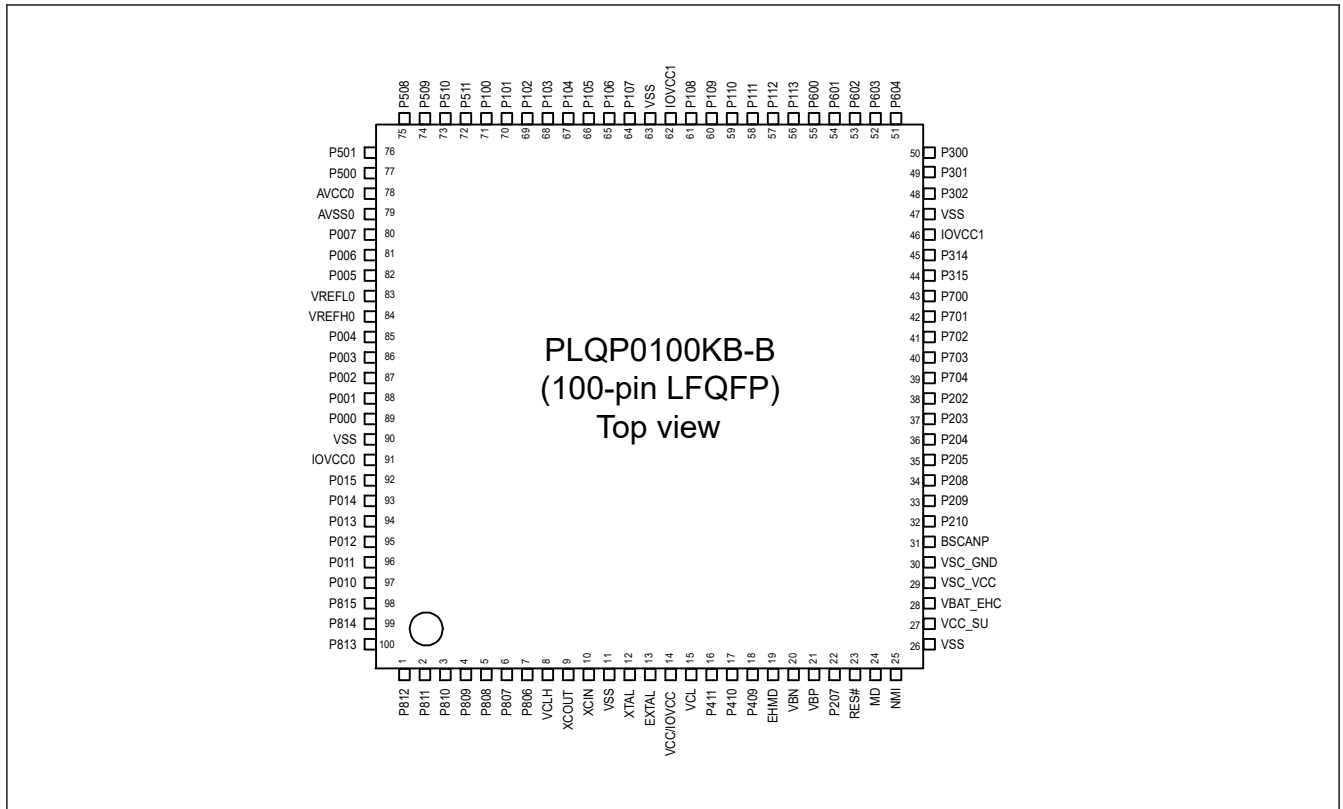 P508 P509 P510 P511 P100 P101 P102 P103 P104 P105 P106 P107 VSS IOVCC1 P108 P109 P110 P111 P112 P113 P600 P601 P602 P603 P604
75 74 73 72 71 70 69 68 67 66 65 64 63 62 61 60 59 58 57 56 55 54 53 52 51
P501 76
P500 77
AVCC0 78
AVSS0 79
P007 80
P006 81
P005 82
VREFL0 83
VREFH0 84
P004 85
P003 86
P002 87
P001 88
P000 89
VSS 90
IOVCC0 91
P015 92
P014 93
P013 94
P012 95
P011 96
P010 97
P815 98
P814 99
P813 100
PLQP0100KB-B
(100-pin LFQFP)
Top view
50 P300
49 P301
48 P302
47 VSS
46 IOVCC1
45 P314
44 P315
43 P700
42 P701
41 P702
40 P703
39 P704
38 P202
37 P203
36 P204
35 P205
34 P208
33 P209
32 P210
31 BSCANP
30 VSC_GND
29 VSC_VCC
28 VBAT_EHC
27 VCC_SU
26 VSS
1 2 3 4 5 6 7 8 9 10 11 12 13 14 15 16 17 18 19 20 21 22 23 24 25
P812 P811 P810 P809 P808 P807 P806 VCLH XCOUT XCIN VSS XTAL EXTAL VCC/IOVCC VCL P411 P410 P409 EHMD VBN VBP P207 RES# MD NMI